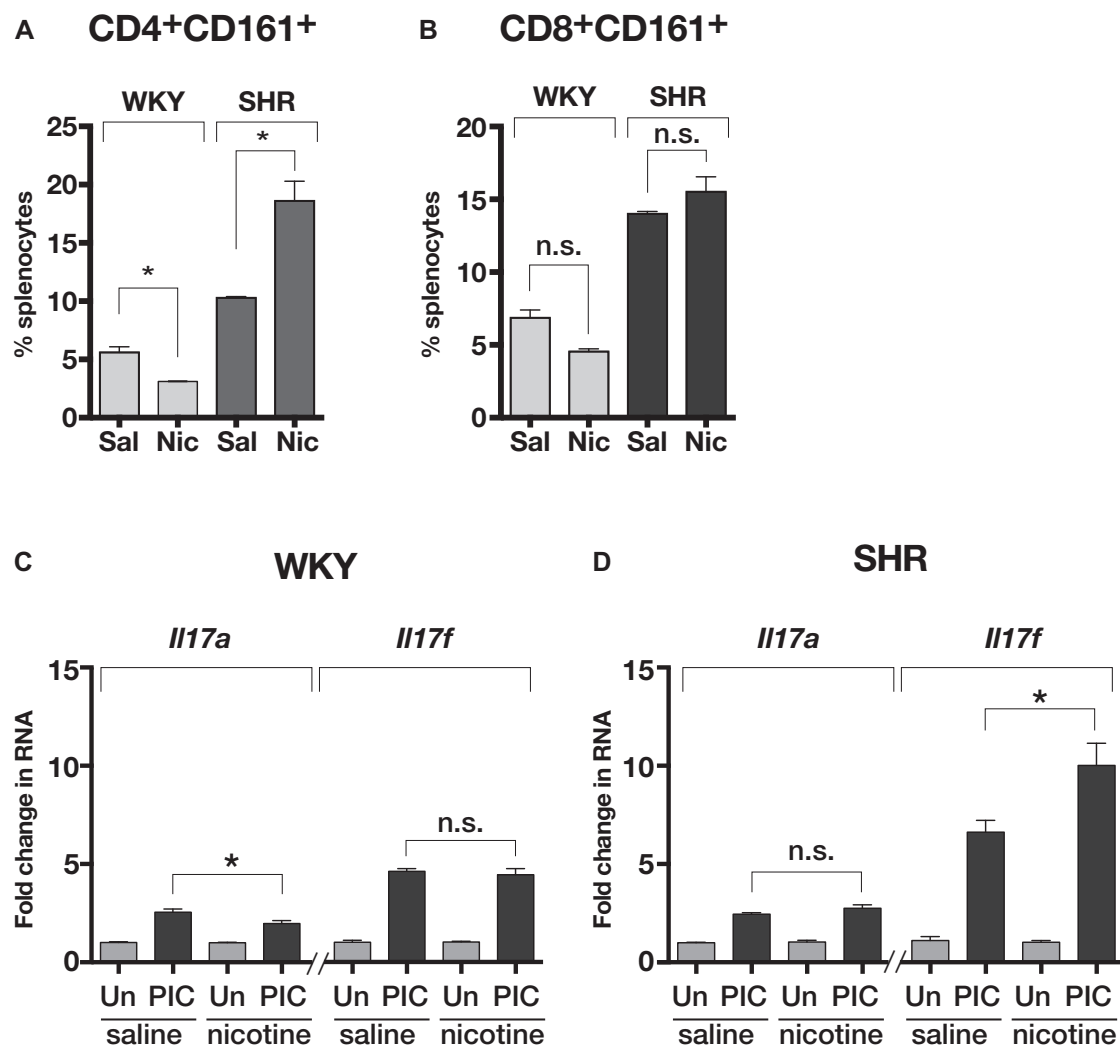 A CD4+CD161+
B CD8+CD161+
WKY SHR
WKY SHR
% splenocytes
25
20
15
10
5
0
*
*
Sal Nic Sal Nic
% splenocytes
20
15
10
5
0
n.s.
n.s.
Sal Nic Sal Nic
C WKY
D SHR
Il17a Il17f
Il17a Il17f
Fold change in RNA
15
10
5
0
*
n.s.
//
Un PIC Un PIC Un PIC Un PIC
saline nicotine saline nicotine
Fold change in RNA
15
10
5
0
n.s.
*
//
Un PIC Un PIC Un PIC Un PIC
saline nicotine saline nicotine